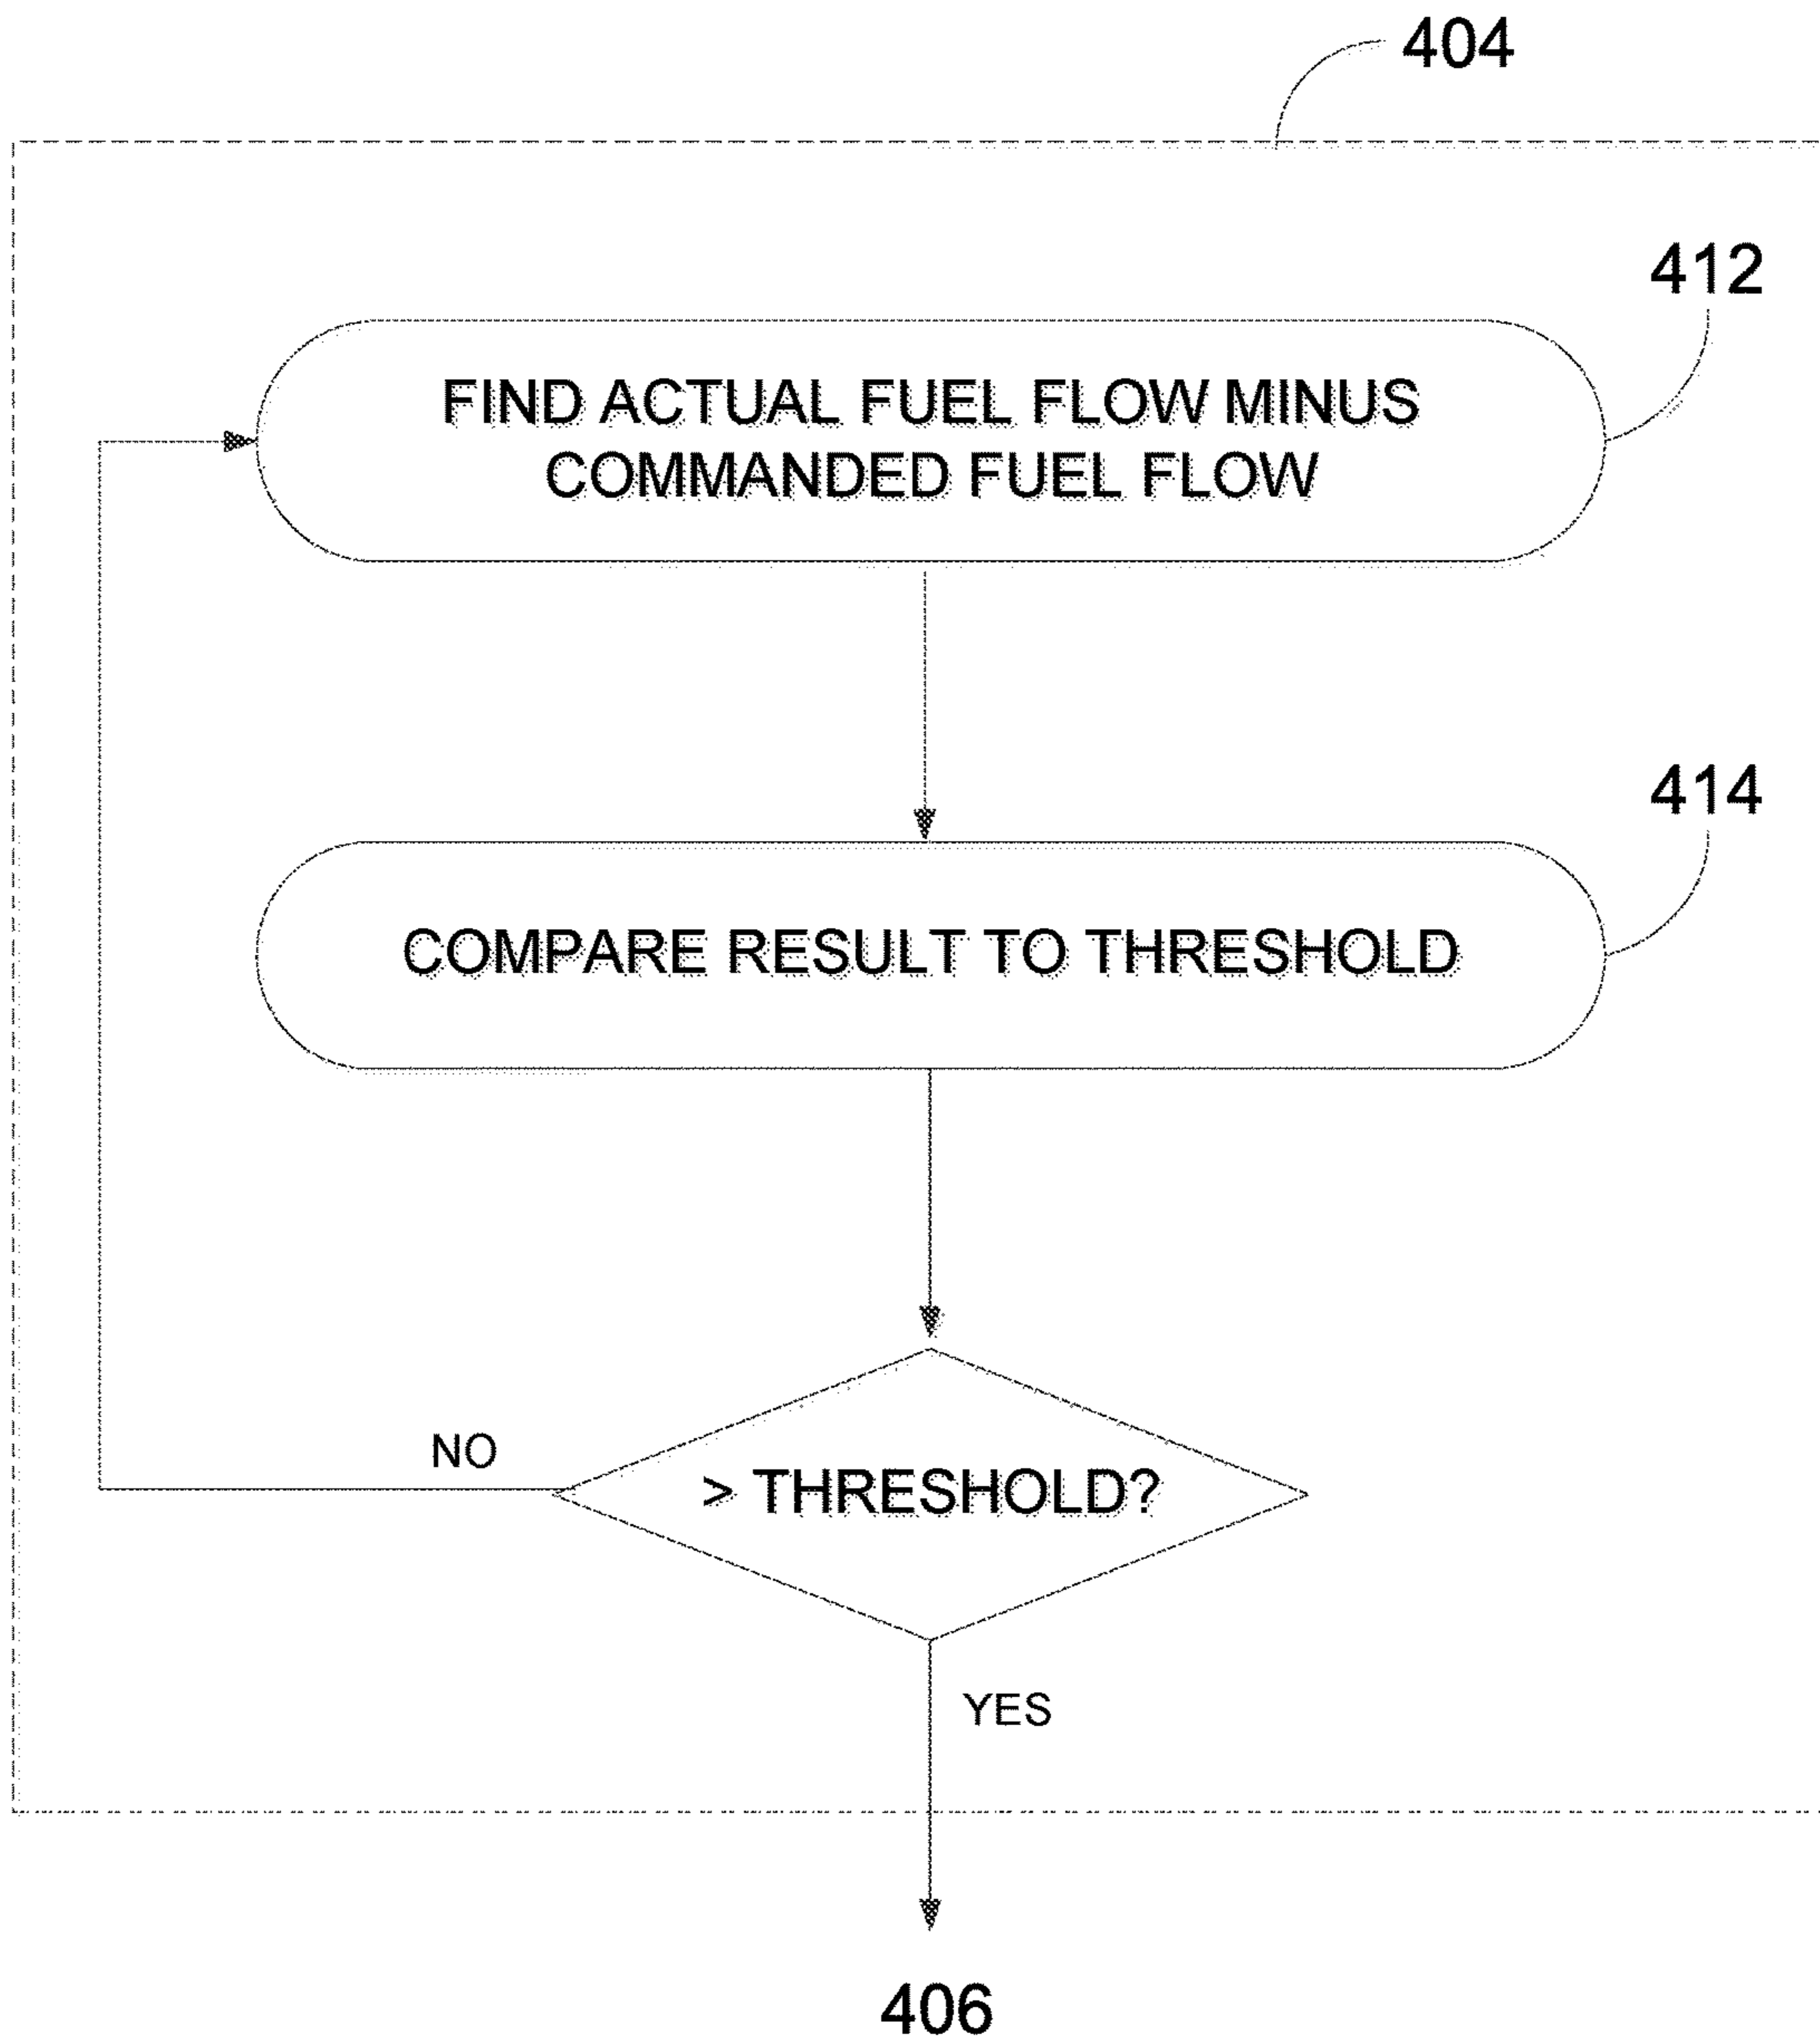 404
412
FIND ACTUAL FUEL FLOW MINUS
COMMANDED FUEL FLOW
414
COMPARE RESULT TO THRESHOLD
NO
> THRESHOLD?
YES
406